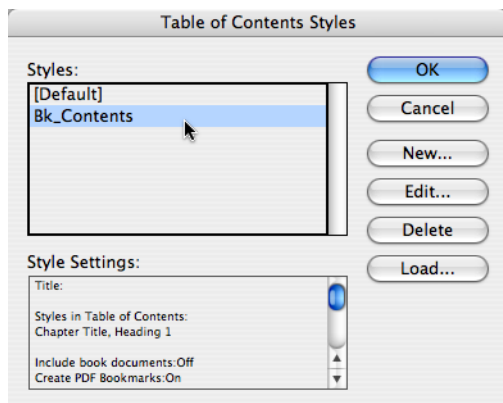 Table of Contents Styles
Styles:
[Default]
Bk_Contents
OK
Cancel
New...
Edit...
Delete
Load...
Style Settings:
Title:
Styles in Table of Contents:
Chapter Title, Heading 1
Include book documents:Off
Create PDF Bookmarks:On